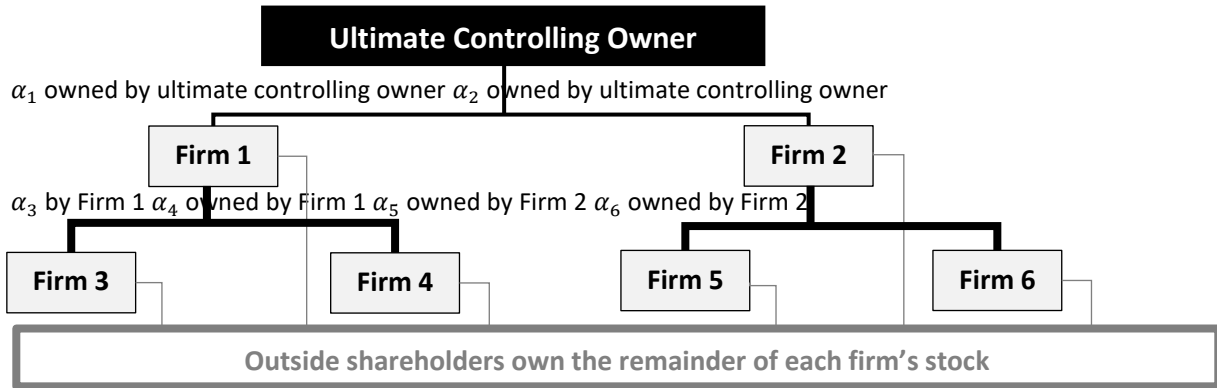 Ultimate Controlling Owner
α₁ owned by ultimate controlling owner α₂ owned by ultimate controlling owner
Firm 1
Firm 2
α₃ by Firm 1 α₄ owned by Firm 1 α₅ owned by Firm 2 α₆ owned by Firm 2
Firm 3
Firm 4
Firm 5
Firm 6
Outside shareholders own the remainder of each firm's stock